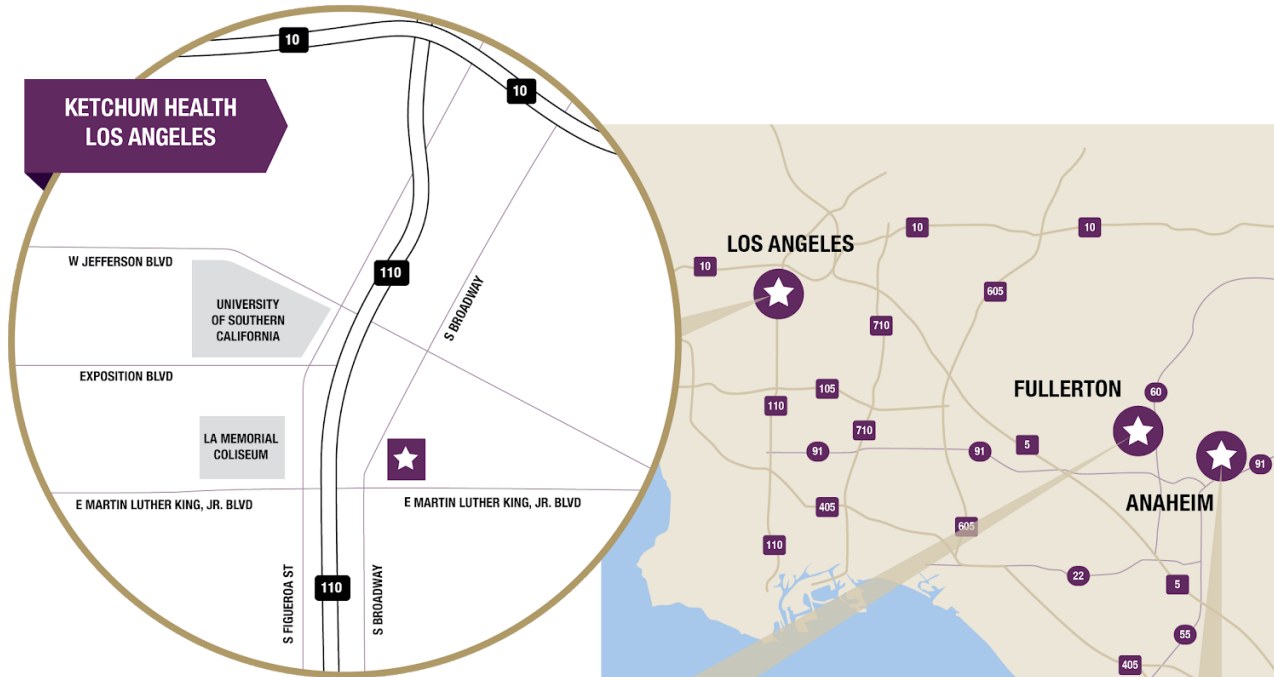 10
KETCHUM HEALTH
LOS ANGELES
10
110
W JEFFERSON BLVD
UNIVERSITY
OF SOUTHERN
CALIFORNIA
S BROADWAY
EXPOSITION BLVD
LA MEMORIAL
COLISEUM
E MARTIN LUTHER KING, JR. BLVD
E MARTIN LUTHER KING, JR. BLVD
S FIGUEROA ST
110
S BROADWAY
LOS ANGELES
10
10
10
605
710
FULLERTON
60
105
110
710
5
91
91
91
ANAHEIM
405
605
110
22
5
55
405